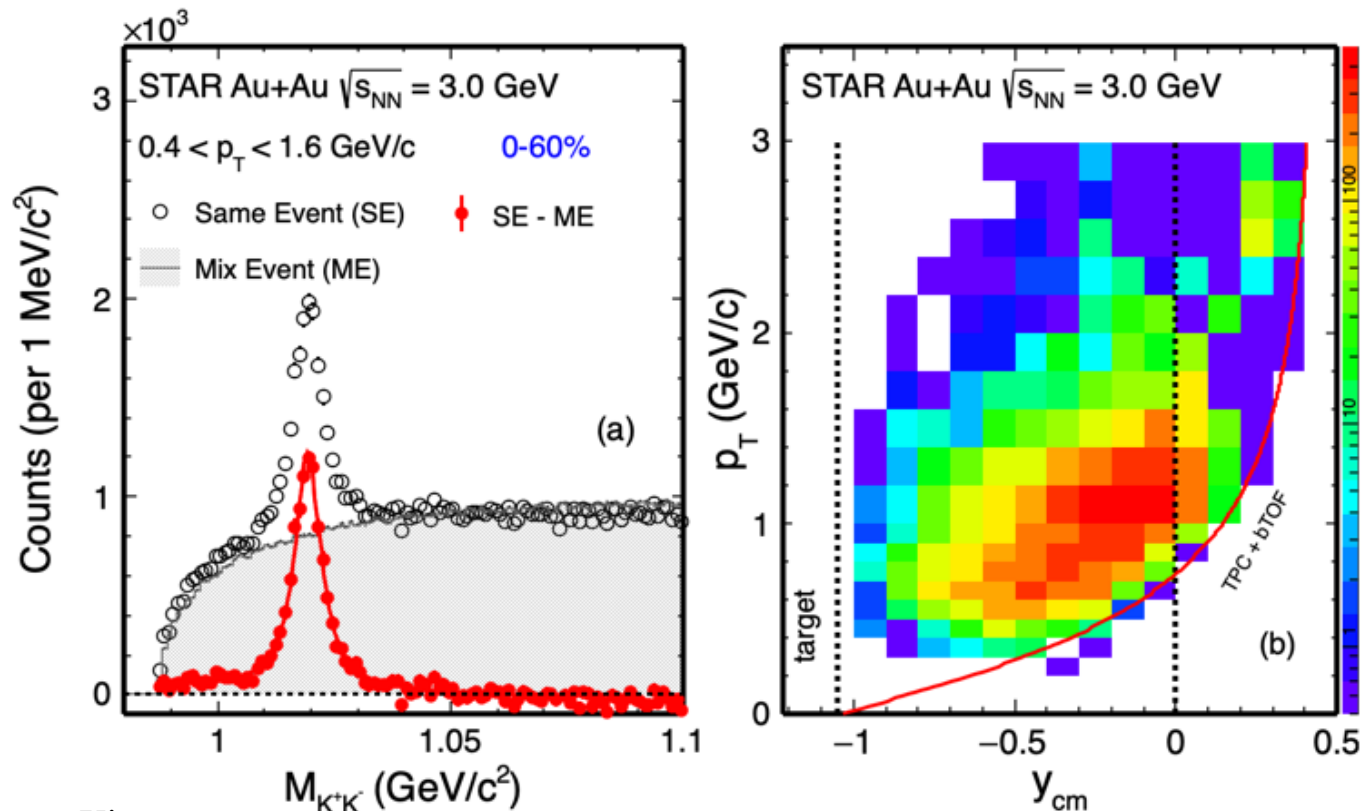 ×10³
STAR Au+Au √s_NN = 3.0 GeV
0.4 < p_T < 1.6 GeV/c
0-60%
Same Event (SE)
SE - ME
Mix Event (ME)
(a)
Counts (per 1 MeV/c²)
3
2
1
0
1
1.05
1.1
M_K⁺K⁻ (GeV/c²)
STAR Au+Au √s_NN = 3.0 GeV
p_T (GeV/c)
3
2
1
0
target
TPC + bTOF
(b)
−1
−0.5
0
0.5
y_cm
100
10
1